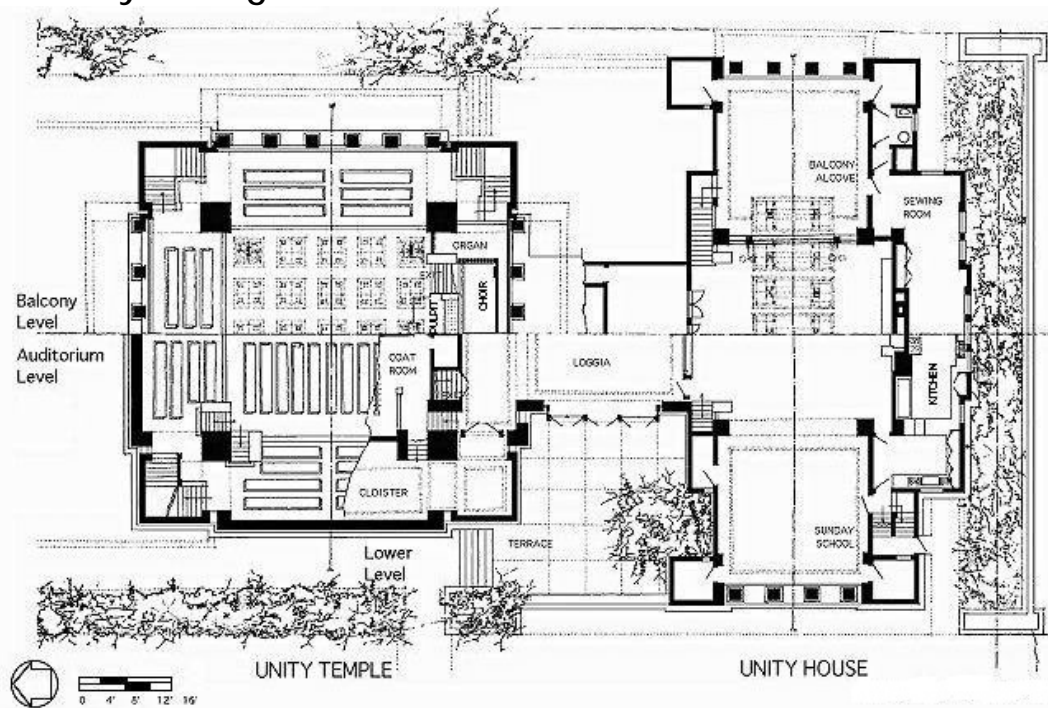 BALCONY
ALCOVE
SEWING
ROOM
ORGAN
CHOIR
PULPIT
Balcony
Level
Auditorium
Level
COAT
ROOM
LOGGIA
KITCHEN
CLOISTER
SUNDAY
SCHOOL
TERRACE
Lower
Level
UNITY TEMPLE
UNITY HOUSE
0 4' 8' 12' 16'